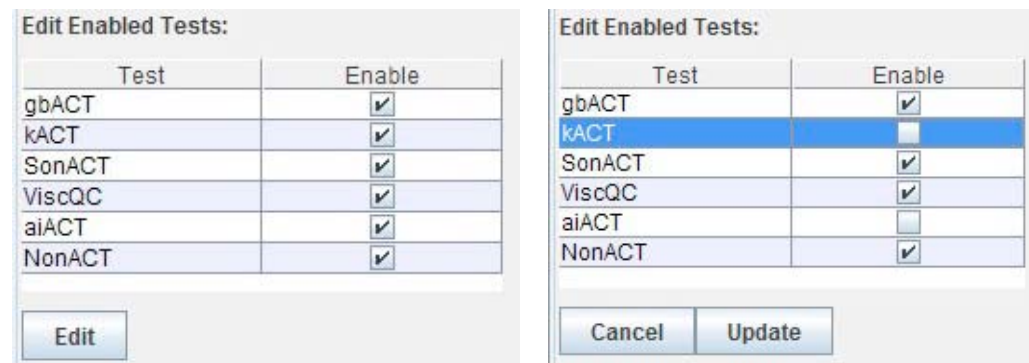 Edit Enabled Tests:
Test Enable
gbACT
kACT
SonACT
ViscQC
aiACT
NonACT
Edit
Edit Enabled Tests:
Test Enable
gbACT
kACT
SonACT
ViscQC
aiACT
NonACT
Cancel Update